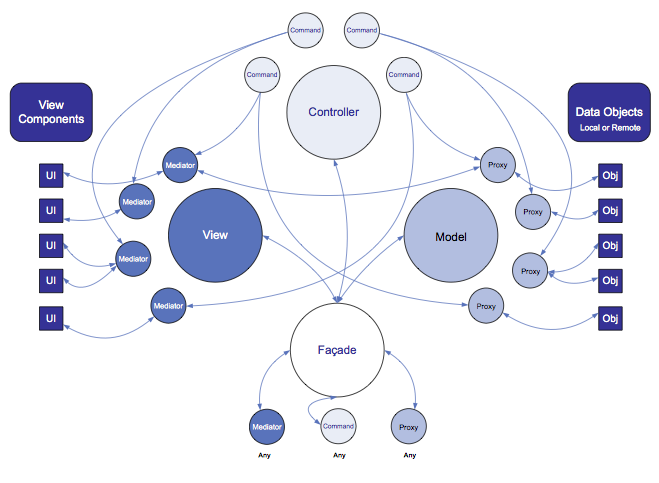 Command
Command
Command
Command
Controller
View
Components
Data Objects
Local or Remote
UI
Mediator
Proxy
Obj
UI
Mediator
Proxy
Obj
View
Model
UI
Mediator
Proxy
Obj
UI
Obj
UI
Mediator
Proxy
Obj
Façade
Mediator
Command
Proxy
Any
Any
Any